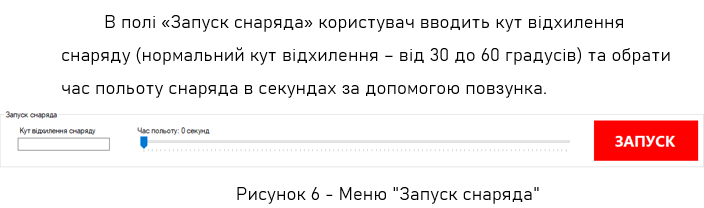 В полі «Запуск снаряда» користувач вводить кут відхилення
снаряду (нормальний кут відхилення – від 30 до 60 градусів) та обрати
час польоту снаряда в секундах за допомогою повзунка.
Запуск снаряда
Кут відхилення снаряду
Час польоту: 0 секунд
ЗАПУСК
Рисунок 6 - Меню "Запуск снаряда"